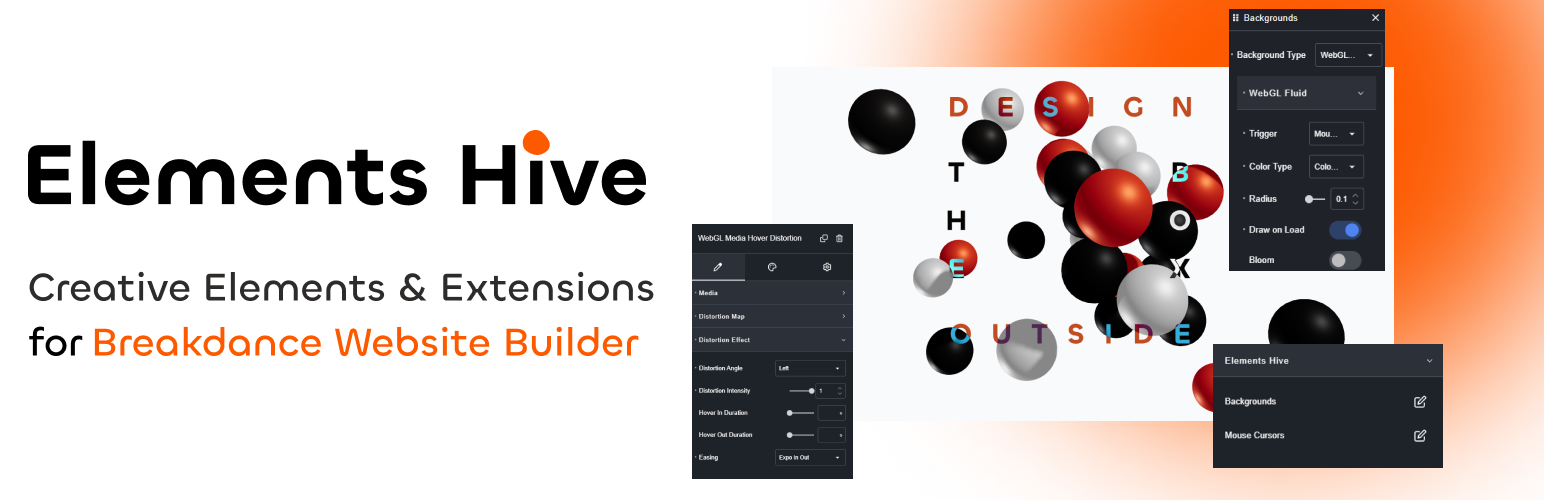 Elements Hive
Creative Elements & Extensions
for Breakdance Website Builder
WebGL Media Hover Distortion
Media
Distortion Map
Distortion Effect
Distortion Angle Left
Distortion Intensity 1
Hover In Duration s
Hover Out Duration s
Easing Expo In Out
DESIGN
THE
BOX
OUTSIDE
Backgrounds
Background Type WebGL...
WebGL Fluid
Trigger Mou...
Color Type Colo...
Radius 0.1
Draw on Load
Bloom
Elements Hive
Backgrounds
Mouse Cursors